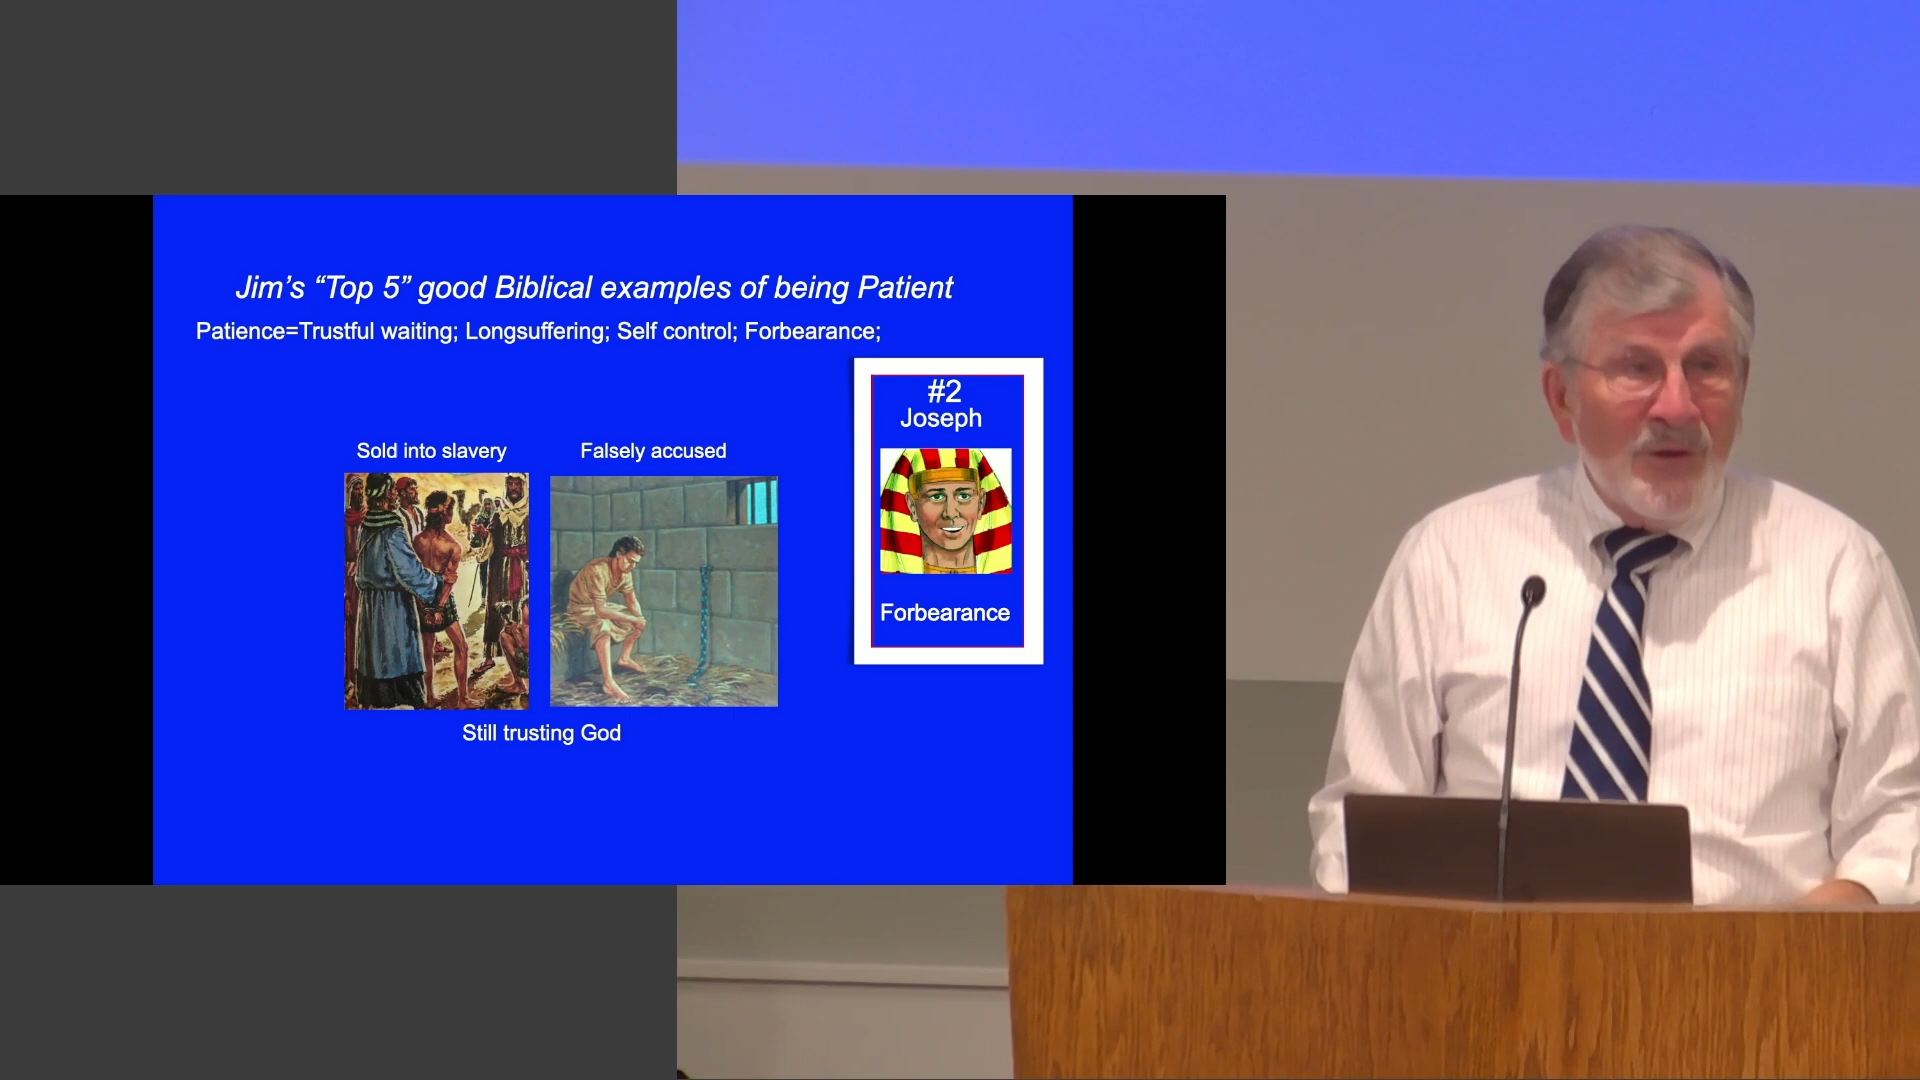 Jim’s “Top 5” good Biblical examples of being Patient
Patience=Trustful waiting; Longsuffering; Self control; Forbearance;
#2
Joseph
Forbearance
Sold into slavery
Falsely accused
Still trusting God